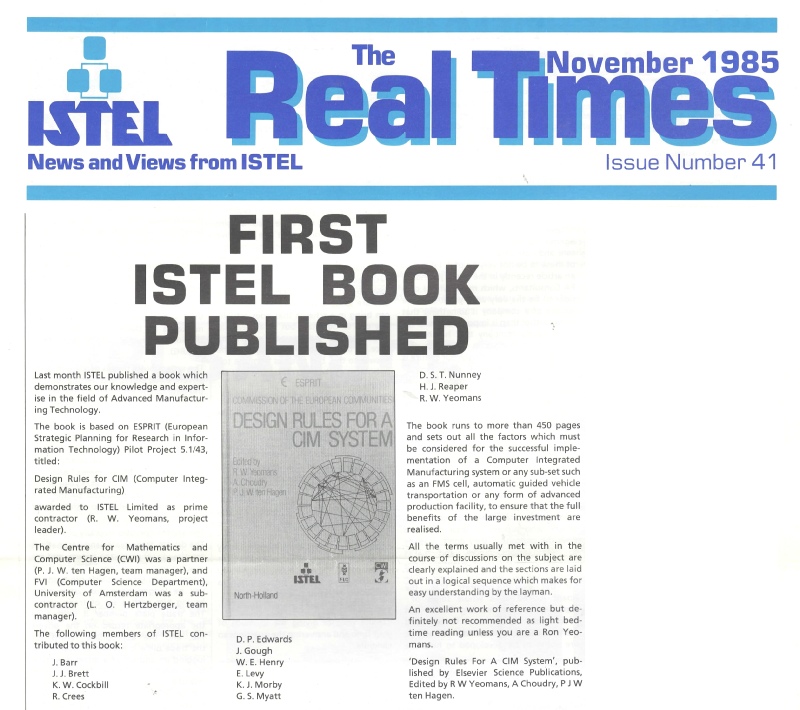 ISTEL
The
Real Times
November 1985
News and Views from ISTEL
Issue Number 41
FIRST
ISTEL BOOK
PUBLISHED
Last month ISTEL published a book which
demonstrates our knowledge and expert-
ise in the field of Advanced Manufactur-
ing Technology.
The book is based on ESPRIT (European
Strategic Planning for Research in Infor-
mation Technology) Pilot Project 5.1/43,
titled:
Design Rules for CIM (Computer Integ-
rated Manufacturing)
awarded to ISTEL Limited as prime
contractor (R. W. Yeomans, project
leader).
The Centre for Mathematics and
Computer Science (CWI) was a partner
(P. J. W. ten Hagen, team manager), and
FVI (Computer Science Department),
University of Amsterdam was a sub-
contractor (L. O. Hertzberger, team
manager).
The following members of ISTEL con-
tributed to this book:
J. Barr
J. J. Brett
K. W. Cockbill
R. Crees
ESPRIT
COMMISSION OF THE EUROPEAN COMMUNITIES
DESIGN RULES FOR A
CIM SYSTEM
Edited by
R. W. Yeomans
A. Choudry
P. J. W. ten Hagen
ISTEL
North-Holland
D. P. Edwards
J. Gough
W. E. Henry
E. Levy
K. J. Morby
G. S. Myatt
D. S. T. Nunney
H. J. Reaper
R. W. Yeomans
The book runs to more than 450 pages
and sets out all the factors which must
be considered for the successful imple-
mentation of a Computer Integrated
Manufacturing system or any sub-set such
as an FMS cell, automatic guided vehicle
transportation or any form of advanced
production facility, to ensure that the full
benefits of the large investment are
realised.
All the terms usually met with in the
course of discussions on the subject are
clearly explained and the sections are laid
out in a logical sequence which makes for
easy understanding by the layman.
An excellent work of reference but de-
finitely not recommended as light bed-
time reading unless you are a Ron Yeo-
mans.
'Design Rules For A CIM System', pub-
lished by Elsevier Science Publications,
Edited by R W Yeomans, A Choudry, P J W
ten Hagen.